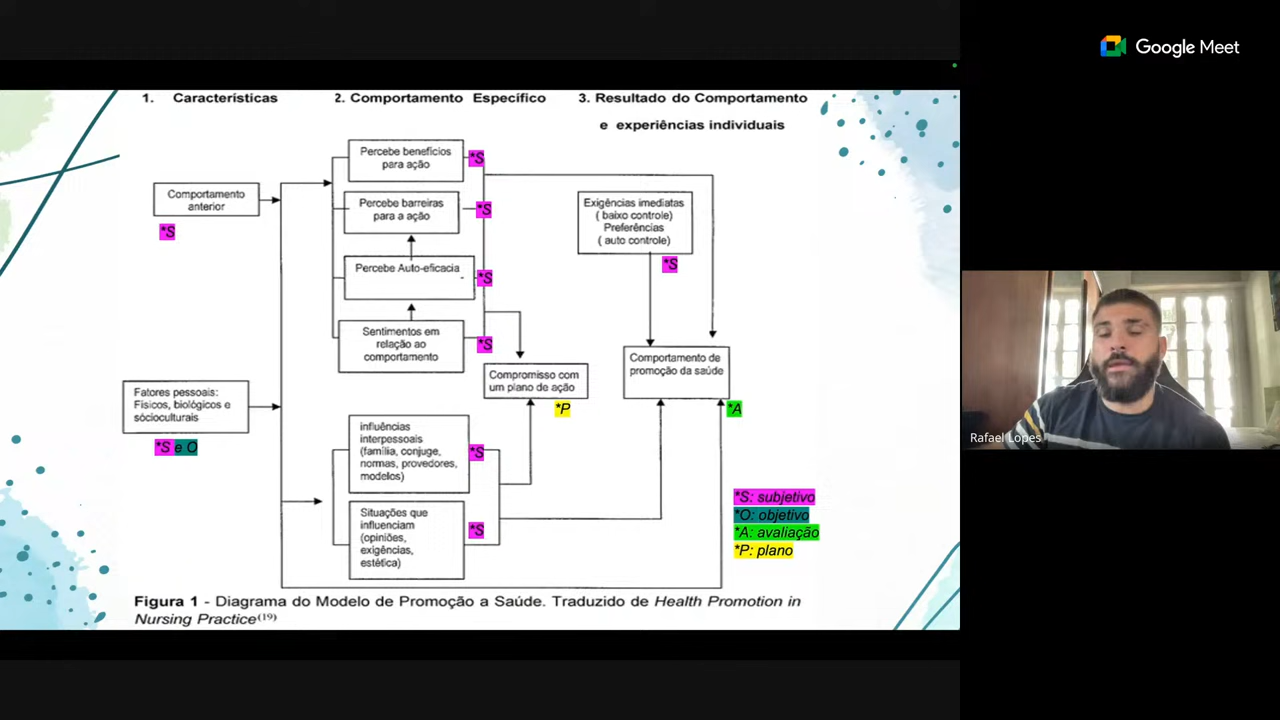 Google Meet
1. Características
2. Comportamento Específico
3. Resultado do Comportamento
e experiências individuais
Percebe benefícios
para ação
*S
Comportamento
anterior
*S
Percebe barreiras
para a ação
*S
Exigências imediatas
( baixo controle)
Preferências
( auto controle)
*S
Percebe Auto-eficacia
*S
Sentimentos em
relação ao
comportamento
*S
Compromisso com
um plano de ação
*P
Comportamento de
promoção da saúde
*A
Fatores pessoais:
Físicos, biológicos e
sócioculturais
*S e O
influências
interpessoais
(família, conjuge,
normas, provedores,
modelos)
*S
Situações que
influenciam
(opiniões,
exigências,
estética)
*S
*S: subjetivo
*O: objetivo
*A: avaliação
*P: plano
Figura 1 - Diagrama do Modelo de Promoção a Saúde. Traduzido de Health Promotion in
Nursing Practice(19)
Rafael Lopes